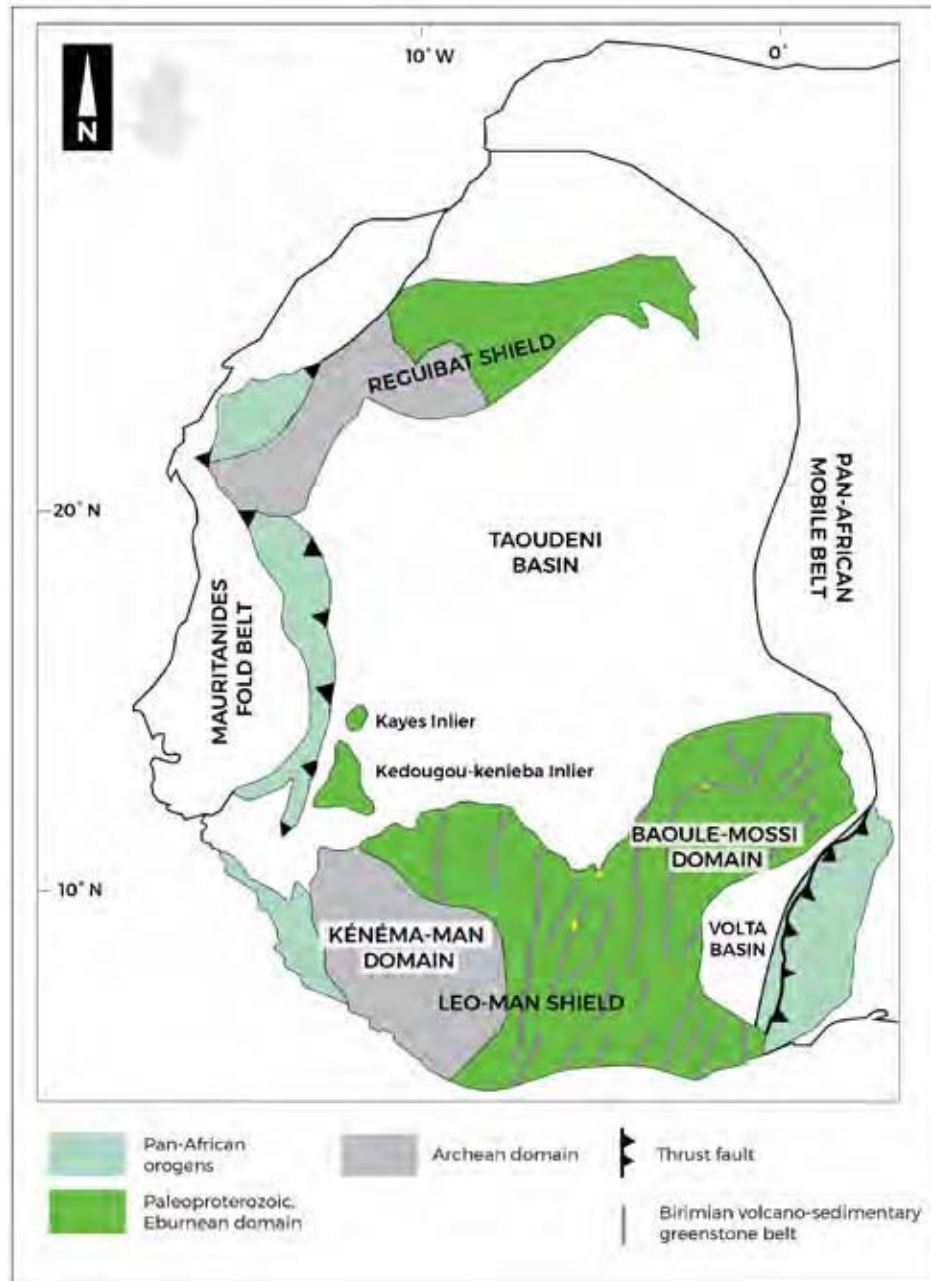 10° W
0°
N
REGUIBAT SHIELD
20° N
TAOUDENI
BASIN
PAN-AFRICAN
MOBILE BELT
MAURITANIDES
FOLD BELT
Kayes Inlier
Kedougou-kenieba Inlier
BAOULE-MOSSI
DOMAIN
10° N
KÉNÉMA-MAN
DOMAIN
VOLTA
BASIN
LEO-MAN SHIELD
Pan-African
orogens
Archean domain
Thrust fault
Paleoproterozoic,
Eburnean domain
Birimian volcano-sedimentary
greenstone belt